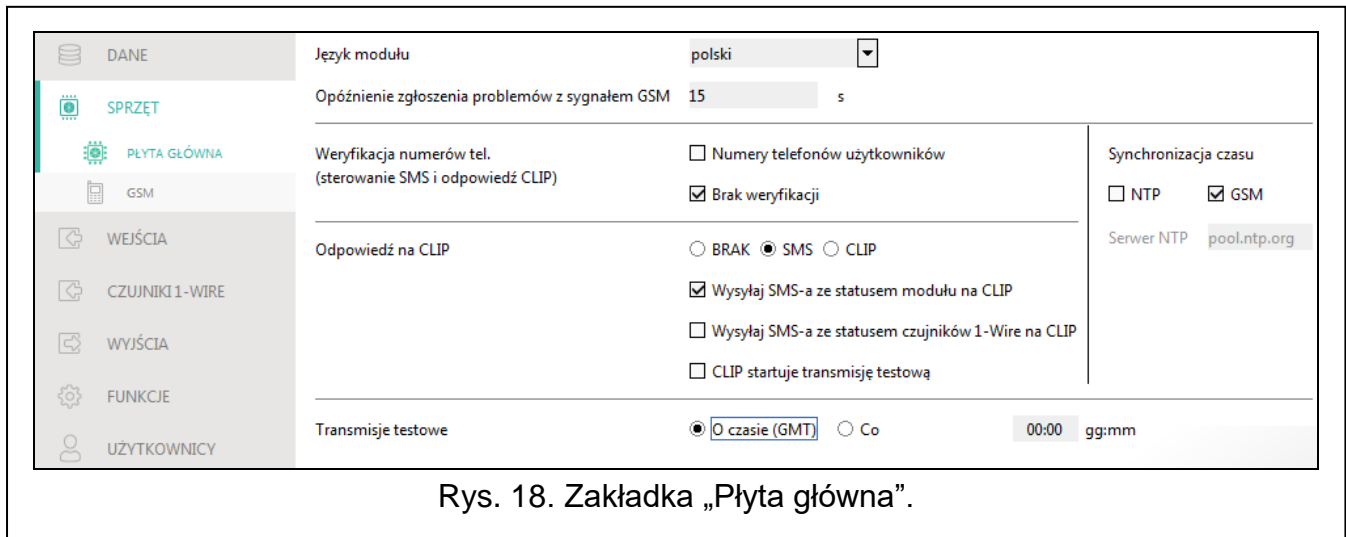 DANE
SPRZĘT
PŁYTA GŁÓWNA
GSM
WEJŚCIA
CZUJNIKI 1-WIRE
WYJŚCIA
FUNKCJE
UŻYTKOWNICY
Język modułu polski
Opóźnienie zgłoszenia problemów z sygnałem GSM 15 s
Weryfikacja numerów tel.
(sterowanie SMS i odpowiedź CLIP)
Numery telefonów użytkowników
Brak weryfikacji
Synchronizacja czasu
NTP GSM
Serwer NTP pool.ntp.org
Odpowiedź na CLIP BRAK SMS CLIP
Wysyłaj SMS-a ze statusem modułu na CLIP
Wysyłaj SMS-a ze statusem czujników 1-Wire na CLIP
CLIP startuje transmisję testową
Transmisje testowe O czasie (GMT) Co 00:00 gg:mm
Rys. 18. Zakładka „Płyta główna”.